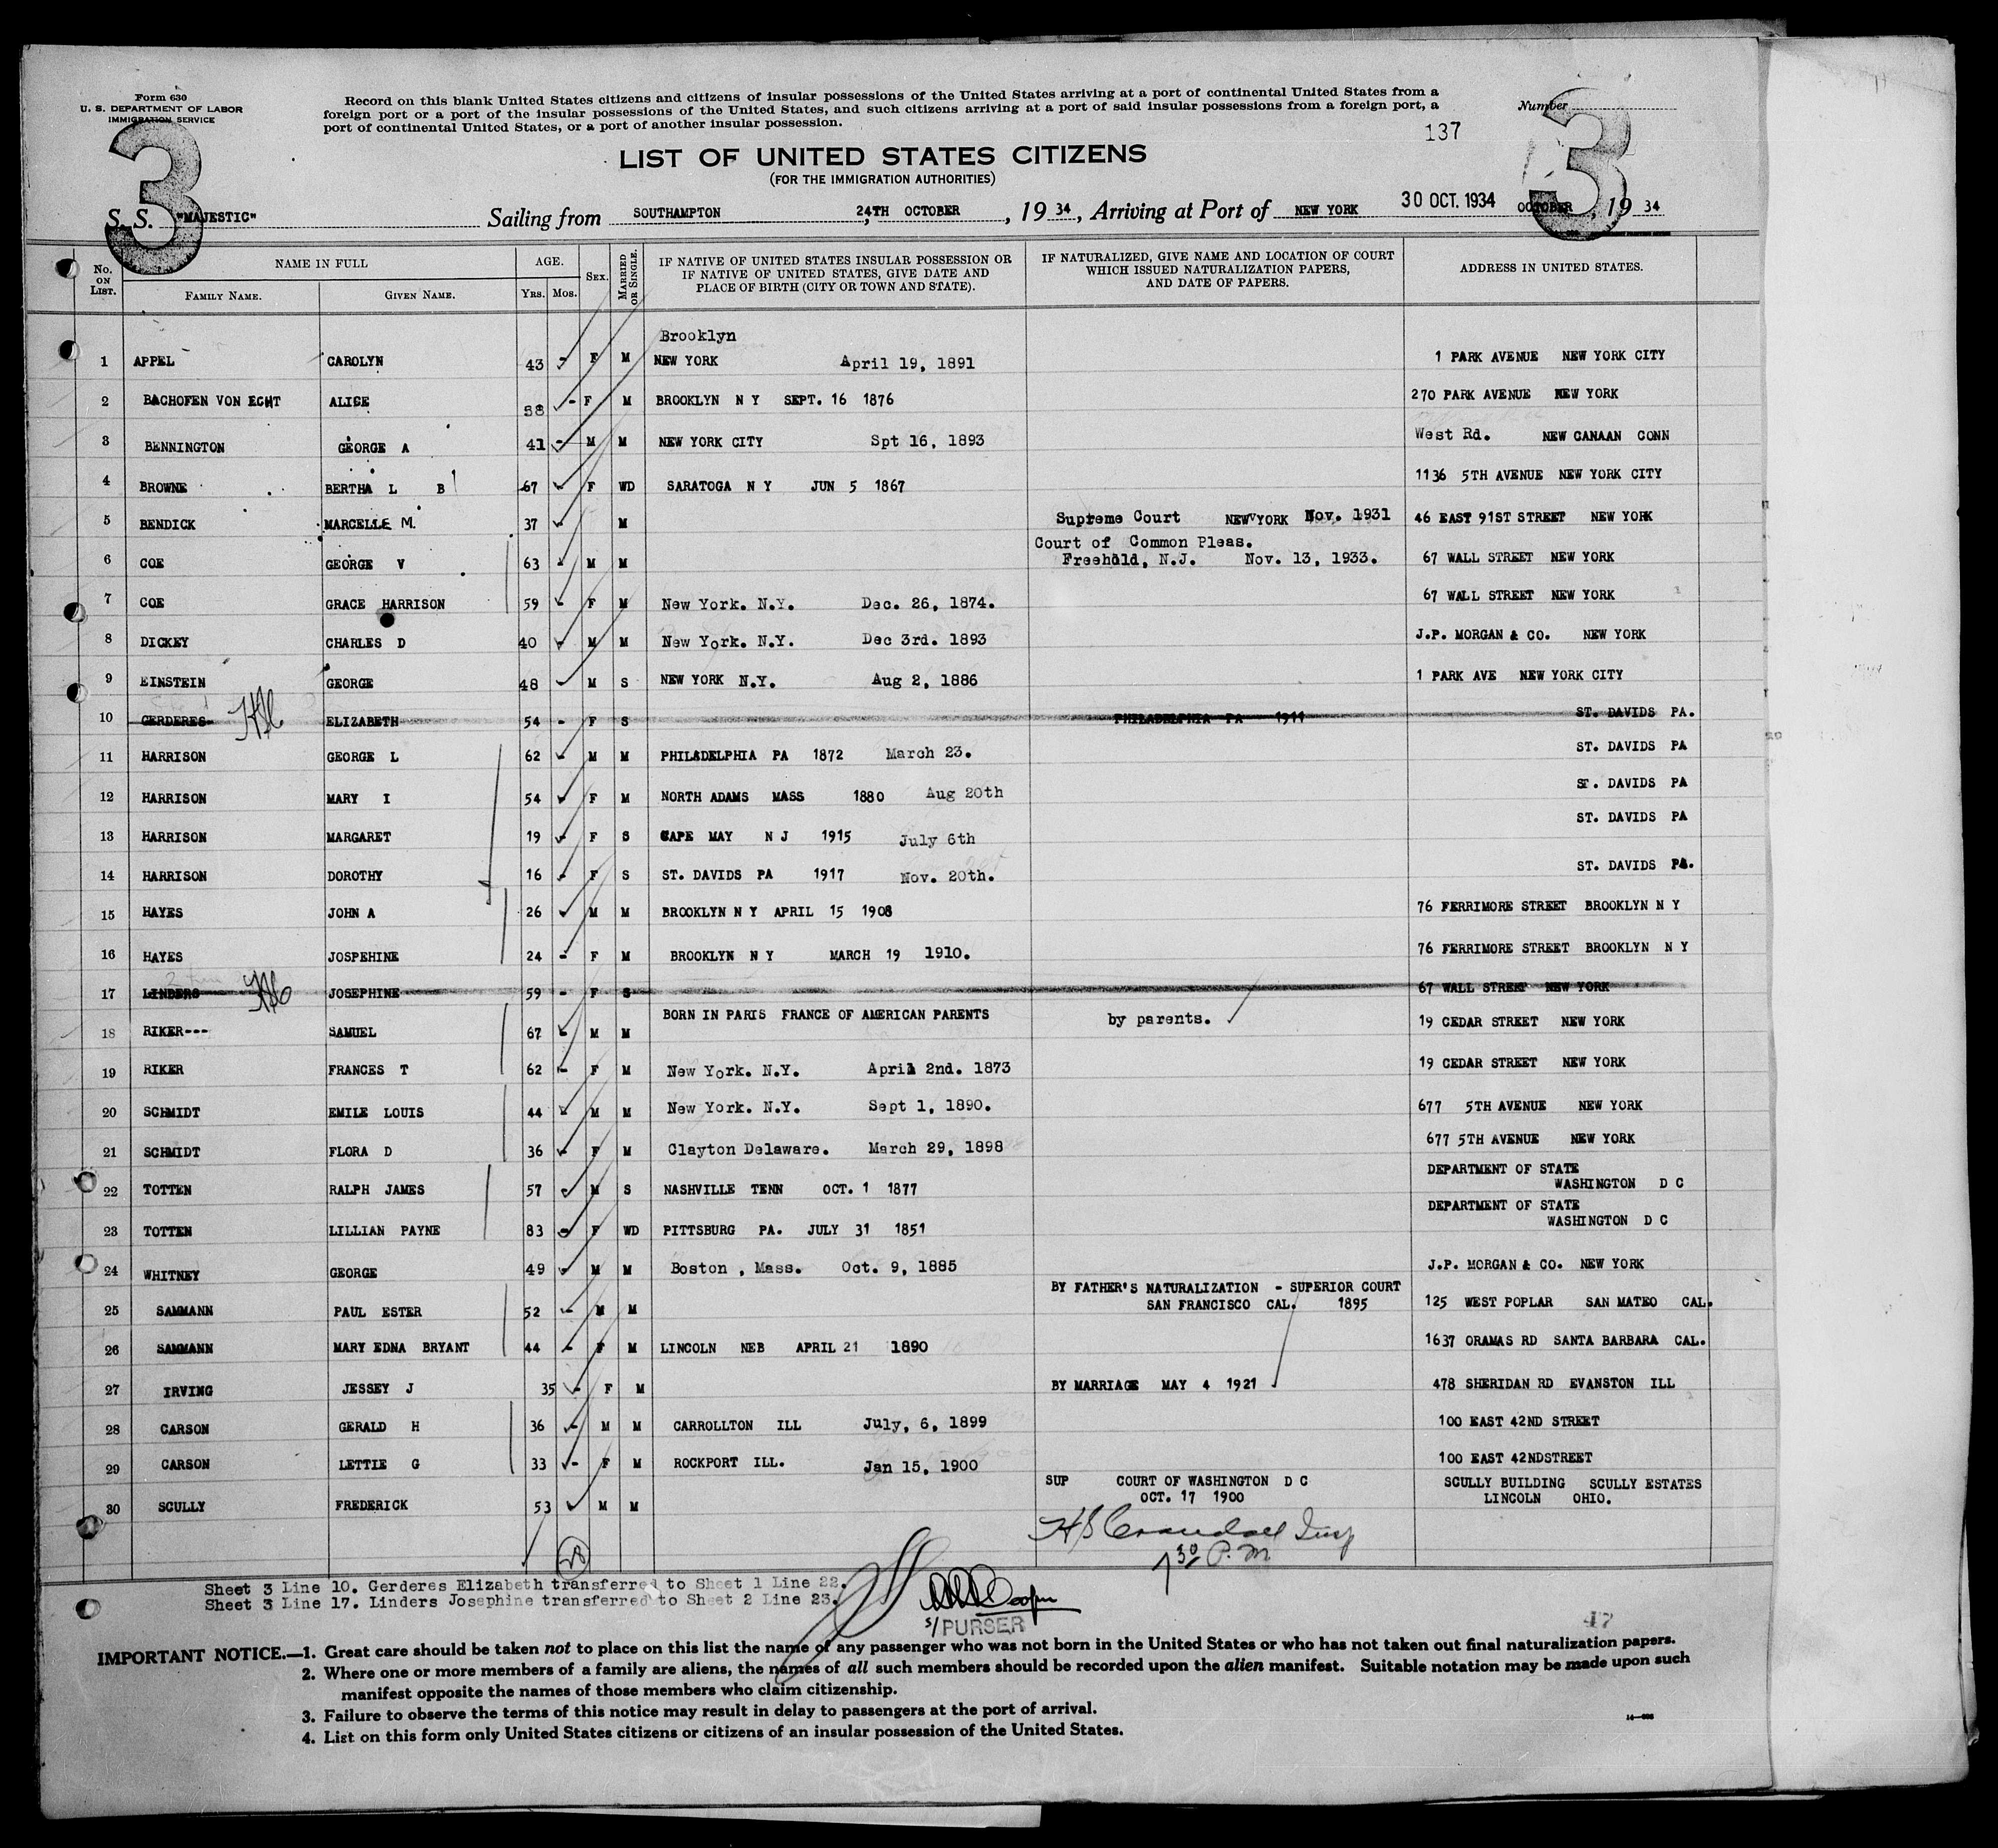 Form 630
U. S. DEPARTMENT OF LABOR
IMMIGRATION SERVICE
Record on this blank United States citizens and citizens of insular possessions of the United States arriving at a port of continental United States from a
foreign port or a port of the insular possessions of the United States, and such citizens arriving at a port of said insular possessions from a foreign port, a
port of continental United States, or a port of another insular possession.
Number
137
3
3
LIST OF UNITED STATES CITIZENS
(FOR THE IMMIGRATION AUTHORITIES)
S. S. "MAJESTIC" Sailing from SOUTHAMPTON 24TH OCTOBER, 19 34, Arriving at Port of NEW YORK 30 OCT. 1934 OCTOBER, 19 34
No. ON LIST. NAME IN FULL AGE. SEX. MARRIED OR SINGLE. IF NATIVE OF UNITED STATES INSULAR POSSESSION OR IF NATIVE OF UNITED STATES, GIVE DATE AND PLACE OF BIRTH (CITY OR TOWN AND STATE). IF NATURALIZED, GIVE NAME AND LOCATION OF COURT WHICH ISSUED NATURALIZATION PAPERS, AND DATE OF PAPERS. ADDRESS IN UNITED STATES.
FAMILY NAME. GIVEN NAME. YRS. MOS.
Brooklyn
1 APPEL CAROLYN 43 - F M NEW YORK April 19, 1891 1 PARK AVENUE NEW YORK CITY
2 BACHOFEN VON ECHT ALICE 58 - F M BROOKLYN N Y SEPT. 16 1876 270 PARK AVENUE NEW YORK
3 BENNINGTON GEORGE A 41 - M M NEW YORK CITY Spt 16, 1893 West Rd. NEW CANAAN CONN
4 BROWNE BERTHA L B 67 - F WD SARATOGA N Y JUN 5 1867 1136 5TH AVENUE NEW YORK CITY
5 BENDICK MARCELLE M. 37 - M Supreme Court NEW YORK Nov. 1931 46 EAST 91ST STREET NEW YORK
Court of Common Pleas.
6 COE GEORGE V 63 - M M Freehold, N.J. Nov. 13, 1933. 67 WALL STREET NEW YORK
7 COE GRACE HARRISON 59 - F M New York. N.Y. Dec. 26, 1874. 67 WALL STREET NEW YORK
8 DICKEY CHARLES D 40 - M M New York. N.Y. Dec 3rd. 1893 J.P. MORGAN & CO. NEW YORK
9 EINSTEIN GEORGE 48 - M S NEW YORK N.Y. Aug 2, 1886 1 PARK AVE NEW YORK CITY
10 GERDERES ELIZABETH 54 - F S PHILADELPHIA PA 1911 ST. DAVIDS PA.
11 HARRISON GEORGE L 62 - M M PHILADELPHIA PA 1872 March 23. ST. DAVIDS PA
12 HARRISON MARY I 54 - F M NORTH ADAMS MASS 1880 Aug 20th ST. DAVIDS PA
13 HARRISON MARGARET 19 - F S CAPE MAY N J 1915 July 6th ST. DAVIDS PA
14 HARRISON DOROTHY 16 - F S ST. DAVIDS PA 1917 Nov. 20th. ST. DAVIDS PA.
15 HAYES JOHN A 26 - M M BROOKLYN N Y APRIL 15 1908 76 FERRIMORE STREET BROOKLYN N Y
16 HAYES JOSPEHINE 24 - F M BROOKLYN N Y MARCH 19 1910. 76 FERRIMORE STREET BROOKLYN N Y
17 LINDERS JOSEPHINE 59 - F S 67 WALL STREET NEW YORK
18 RIKER--- SAMUEL 67 - M M BORN IN PARIS FRANCE OF AMERICAN PARENTS by parents. 19 CEDAR STREET NEW YORK
19 RIKER FRANCES T 62 - F M New York. N.Y. April 2nd. 1873 19 CEDAR STREET NEW YORK
20 SCHMIDT EMILE LOUIS 44 - M M New York. N.Y. Sept 1, 1890. 677 5TH AVENUE NEW YORK
21 SCHMIDT FLORA D 36 - F M Clayton Delaware. March 29, 1898 677 5TH AVENUE NEW YORK
DEPARTMENT OF STATE
22 TOTTEN RALPH JAMES 57 - M S NASHVILLE TENN OCT. 1 1877 WASHINGTON D C
DEPARTMENT OF STATE
23 TOTTEN LILLIAN PAYNE 83 - F WD PITTSBURG PA. JULY 31 1851 WASHINGTON D C
24 WHITNEY GEORGE 49 - M M Boston , Mass. Oct. 9, 1885 J.P. MORGAN & CO. NEW YORK
BY FATHER'S NATURALIZATION - SUPERIOR COURT
25 SAMMANN PAUL ESTER 52 - M M SAN FRANCISCO CAL. 1895 125 WEST POPLAR SAN MATEO CAL.
26 SAMMANN MARY EDNA BRYANT 44 - F M LINCOLN NEB APRIL 21 1890 1637 ORAMAS RD SANTA BARBARA CAL.
27 IRVING JESSEY J 35 - F M BY MARRIAGE MAY 4 1921 478 SHERIDAN RD EVANSTON ILL
28 CARSON GERALD H 36 - M M CARROLLTON ILL July, 6, 1899 100 EAST 42ND STREET
29 CARSON LETTIE G 33 - F M ROCKPORT ILL. Jan 15, 1900 100 EAST 42NDSTREET
SUP COURT OF WASHINGTON D C SCULLY BUILDING SCULLY ESTATES
30 SCULLY FREDERICK 53 M M OCT. 17 1900 LINCOLN OHIO.
H S Crandall Insp
7 30 P.M
Sheet 3 Line 10. Gerderes Elizabeth transferred to Sheet 1 Line 22.
Sheet 3 Line 17. Linders Josephine transferred to Sheet 2 Line 23.
S/ PURSER
47
IMPORTANT NOTICE.—1. Great care should be taken not to place on this list the name of any passenger who was not born in the United States or who has not taken out final naturalization papers.
2. Where one or more members of a family are aliens, the names of all such members should be recorded upon the alien manifest. Suitable notation may be made upon such
manifest opposite the names of those members who claim citizenship.
3. Failure to observe the terms of this notice may result in delay to passengers at the port of arrival.
4. List on this form only United States citizens or citizens of an insular possession of the United States.